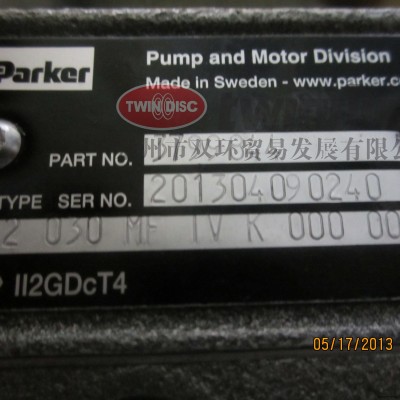 Parker
Pump and Motor Division
Made in Sweden - www.parker.co
TWIN DISC
州市双环贸易发展有限公
PART NO.
TYPE SER NO. 201304090240
2 030 MF IV K 000 00
II2GDcT4
05/17/2013